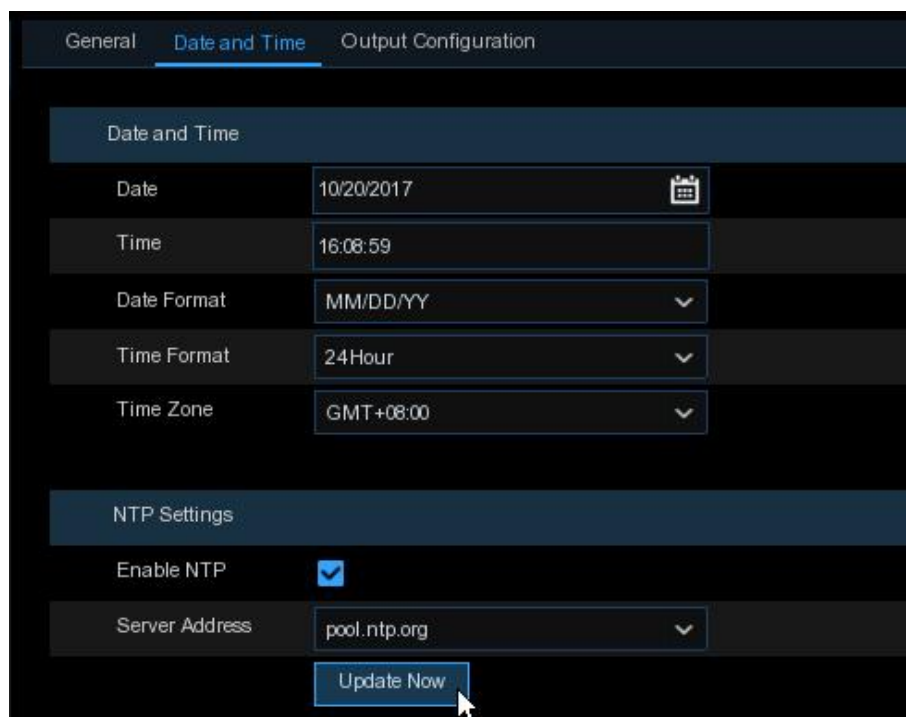 General Date and Time Output Configuration
Date and Time
Date 10/20/2017
Time 16:08:59
Date Format MM/DD/YY
Time Format 24Hour
Time Zone GMT+08:00
NTP Settings
Enable NTP
Server Address pool.ntp.org
Update Now